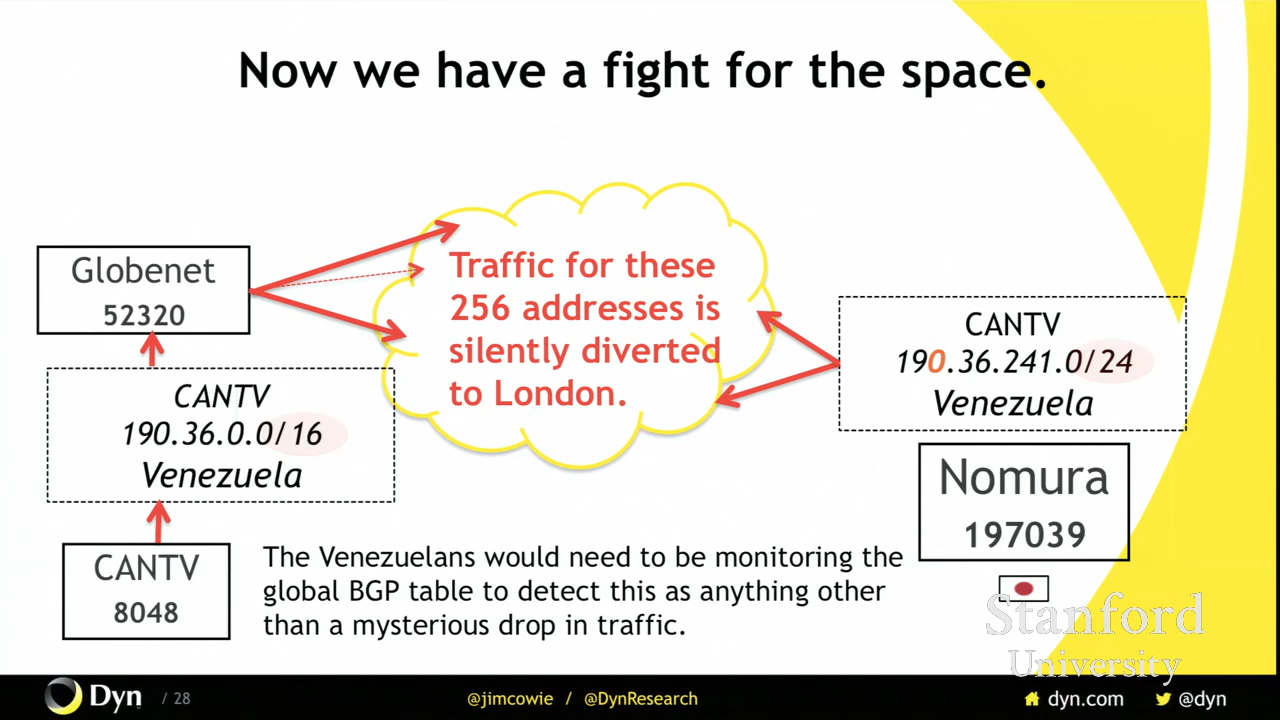 Now we have a fight for the space.
Globenet
52320
CANTV
190.36.0.0/16
Venezuela
CANTV
8048
Traffic for these
256 addresses is
silently diverted
to London.
CANTV
190.36.241.0/24
Venezuela
Nomura
197039
The Venezuelans would need to be monitoring the
global BGP table to detect this as anything other
than a mysterious drop in traffic.
Stanford
University
Dyn / 28
@jimcowie / @DynResearch
dyn.com @dyn